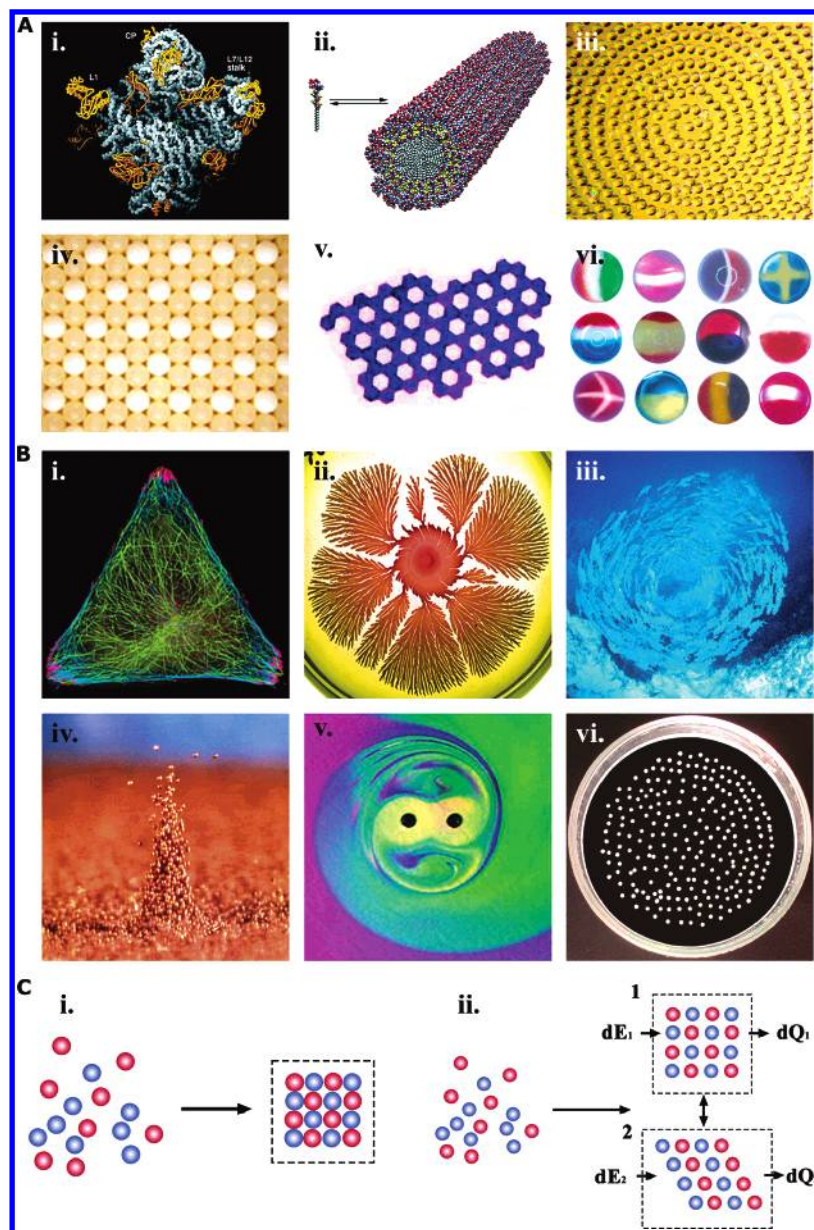 A
i.
CP
L7/L12
stalk
L1
ii.
iii.
iv.
v.
vi.
B
i.
ii.
iii.
iv.
v.
vi.
C
i.
ii.
1
dE₁
dQ₁
2
dE₂
dQ